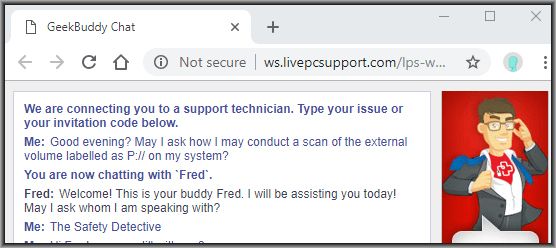 GeekBuddy Chat
Not secure | ws.livepcsupport.com/lps-w...
We are connecting you to a support technician. Type your issue or
your invitation code below.
Me: Good evening? May I ask how I may conduct a scan of the external
volume labelled as P:// on my system?
You are now chatting with `Fred`.
Fred: Welcome! This is your buddy Fred. I will be assisting you today!
May I ask whom I am speaking with?
Me: The Safety Detective